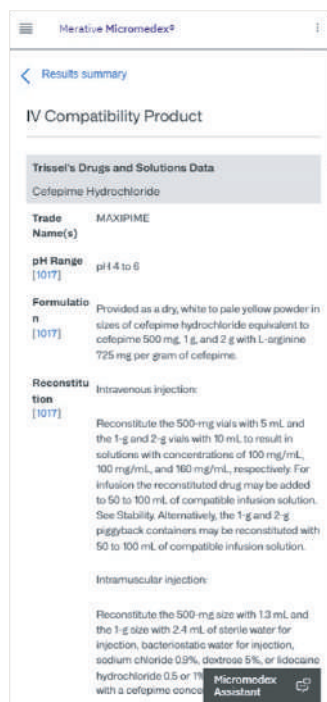 Merative Micromedex®
Results summary
IV Compatibility Product
Trissel's Drugs and Solutions Data
Cefepime Hydrochloride
Trade Name(s)
MAXIPIME
pH Range [1017]
pH 4 to 6
Formulatio
n
[1017]
Provided as a dry, white to pale yellow powder in
sizes of cefepime hydrochloride equivalent to
cefepime 500 mg, 1 g, and 2 g with L-arginine
725 mg per gram of cefepime.
Reconstitu
tion
[1017]
Intravenous injection:
Reconstitute the 500-mg vials with 5 mL and
the 1-g and 2-g vials with 10 mL to result in
solutions with concentrations of 100 mg/mL,
100 mg/mL, and 160 mg/mL, respectively. For
infusion the reconstituted drug may be added
to 50 to 100 mL of compatible infusion solution.
See Stability. Alternatively, the 1-g and 2-g
piggyback containers may be reconstituted with
50 to 100 mL of compatible infusion solution.
Intramuscular injection:
Reconstitute the 500-mg size with 1.3 mL and
the 1-g size with 2.4 mL of sterile water for
injection, bacteriostatic water for injection,
sodium chloride 0.9%, dextrose 5%, or lidocaine
hydrochloride 0.5 or 1%
with a cefepime conce
Micromedex
Assistant